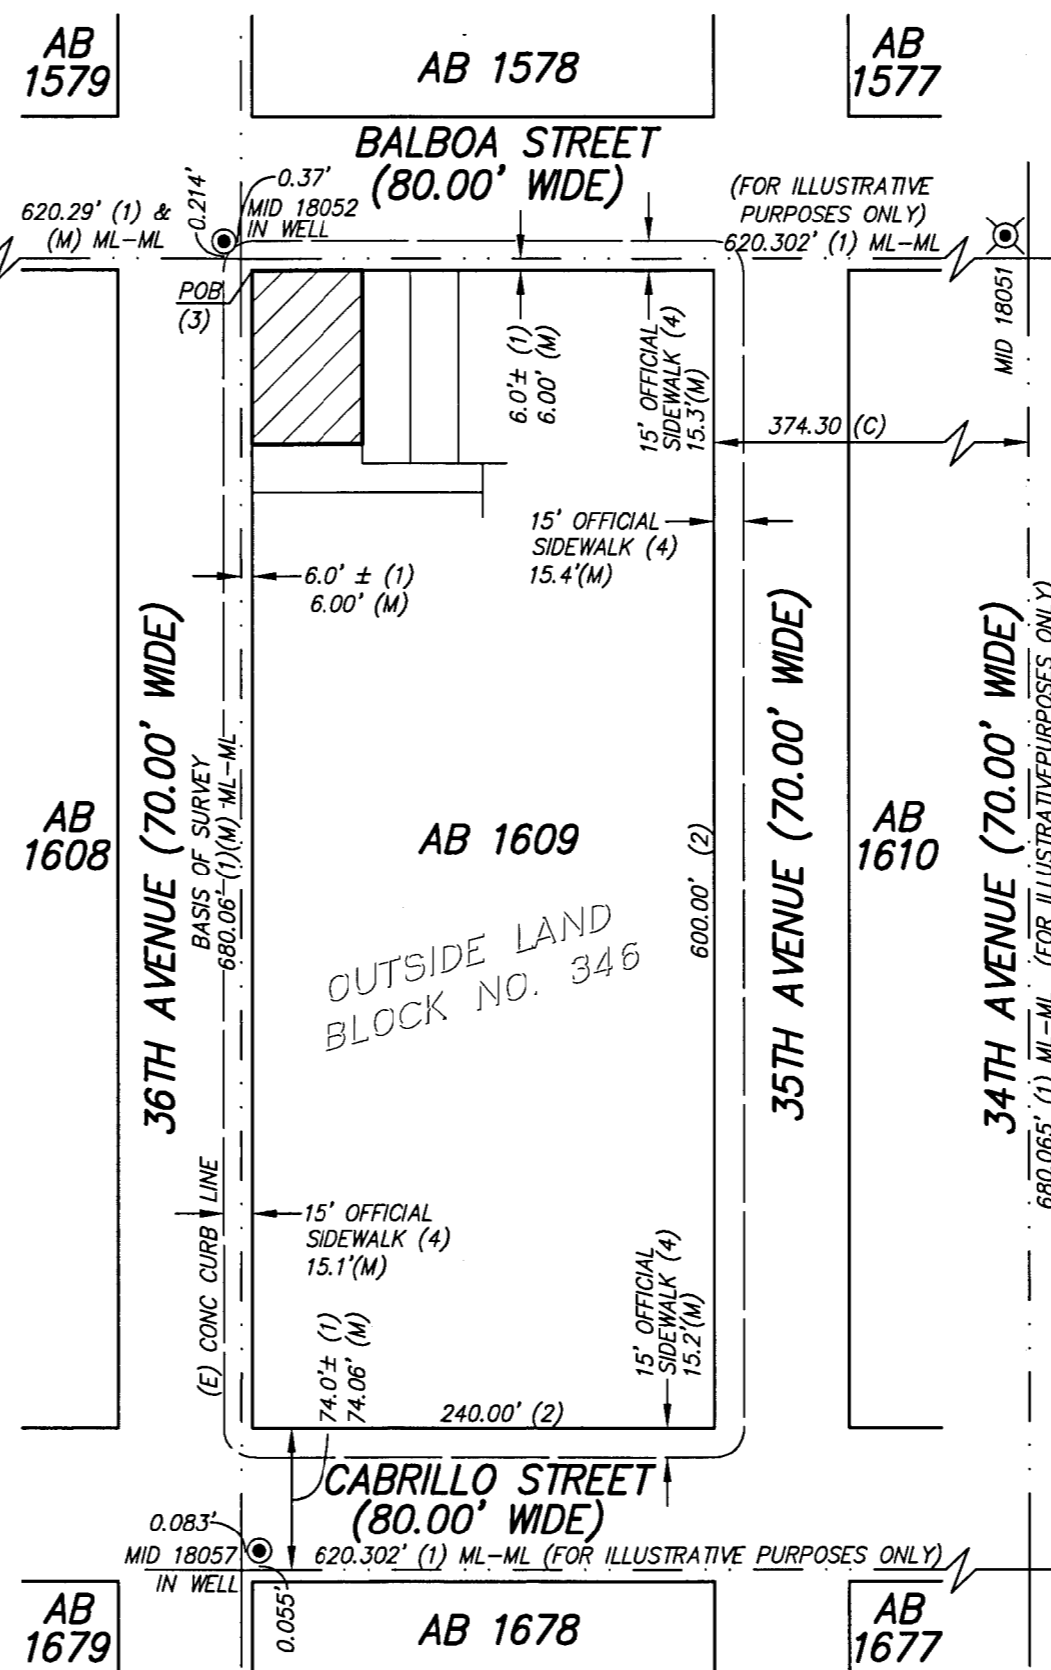 AB
1579
AB 1578
AB
1577
BALBOA STREET
(80.00' WIDE)
620.29' (1) &
(M) ML-ML
0.214'
0.37'
MID 18052
IN WELL
(FOR ILLUSTRATIVE
PURPOSES ONLY)
620.302' (1) ML-ML
MID 18051
POB
(3)
6.0'± (1)
6.00' (M)
15' OFFICIAL
SIDEWALK (4)
15.3'(M)
374.30 (C)
15' OFFICIAL
SIDEWALK (4)
15.4'(M)
6.0' ± (1)
6.00' (M)
36TH AVENUE (70.00' WIDE)
BASIS OF SURVEY
680.06' (1)(M) ML-ML
AB
1608
AB 1609
OUTSIDE LAND
BLOCK NO. 346
600.00' (2)
35TH AVENUE (70.00' WIDE)
AB
1610
34TH AVENUE (70.00' WIDE)
680.065' (1) ML-ML (FOR ILLUSTRATIVEPURPOSES ONLY)
(E) CONC CURB LINE
15' OFFICIAL
SIDEWALK (4)
15.1'(M)
74.0'± (1)
74.06' (M)
15' OFFICIAL
SIDEWALK (4)
15.2'(M)
240.00' (2)
CABRILLO STREET
(80.00' WIDE)
0.083'
MID 18057
IN WELL
0.055'
620.302' (1) ML-ML (FOR ILLUSTRATIVE PURPOSES ONLY)
AB
1679
AB 1678
AB
1677